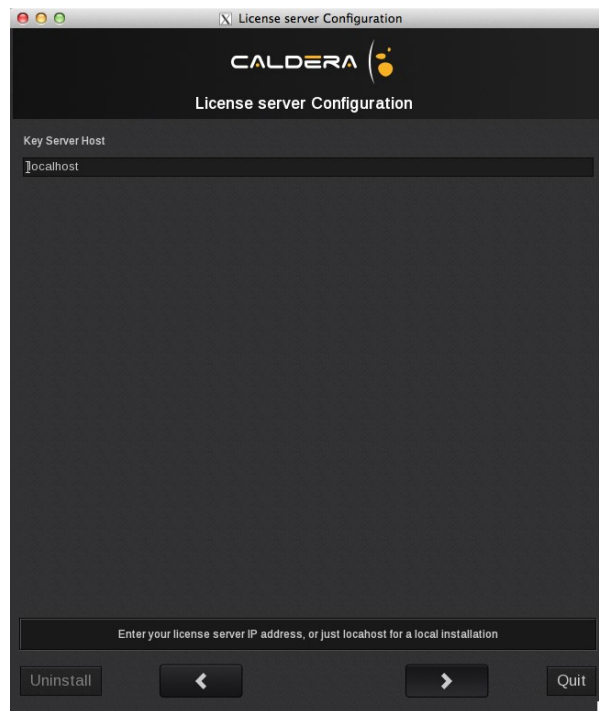 License server Configuration
CALDERA
License server Configuration
Key Server Host
localhost
Enter your license server IP address, or just locahost for a local installation
Uninstall
Quit